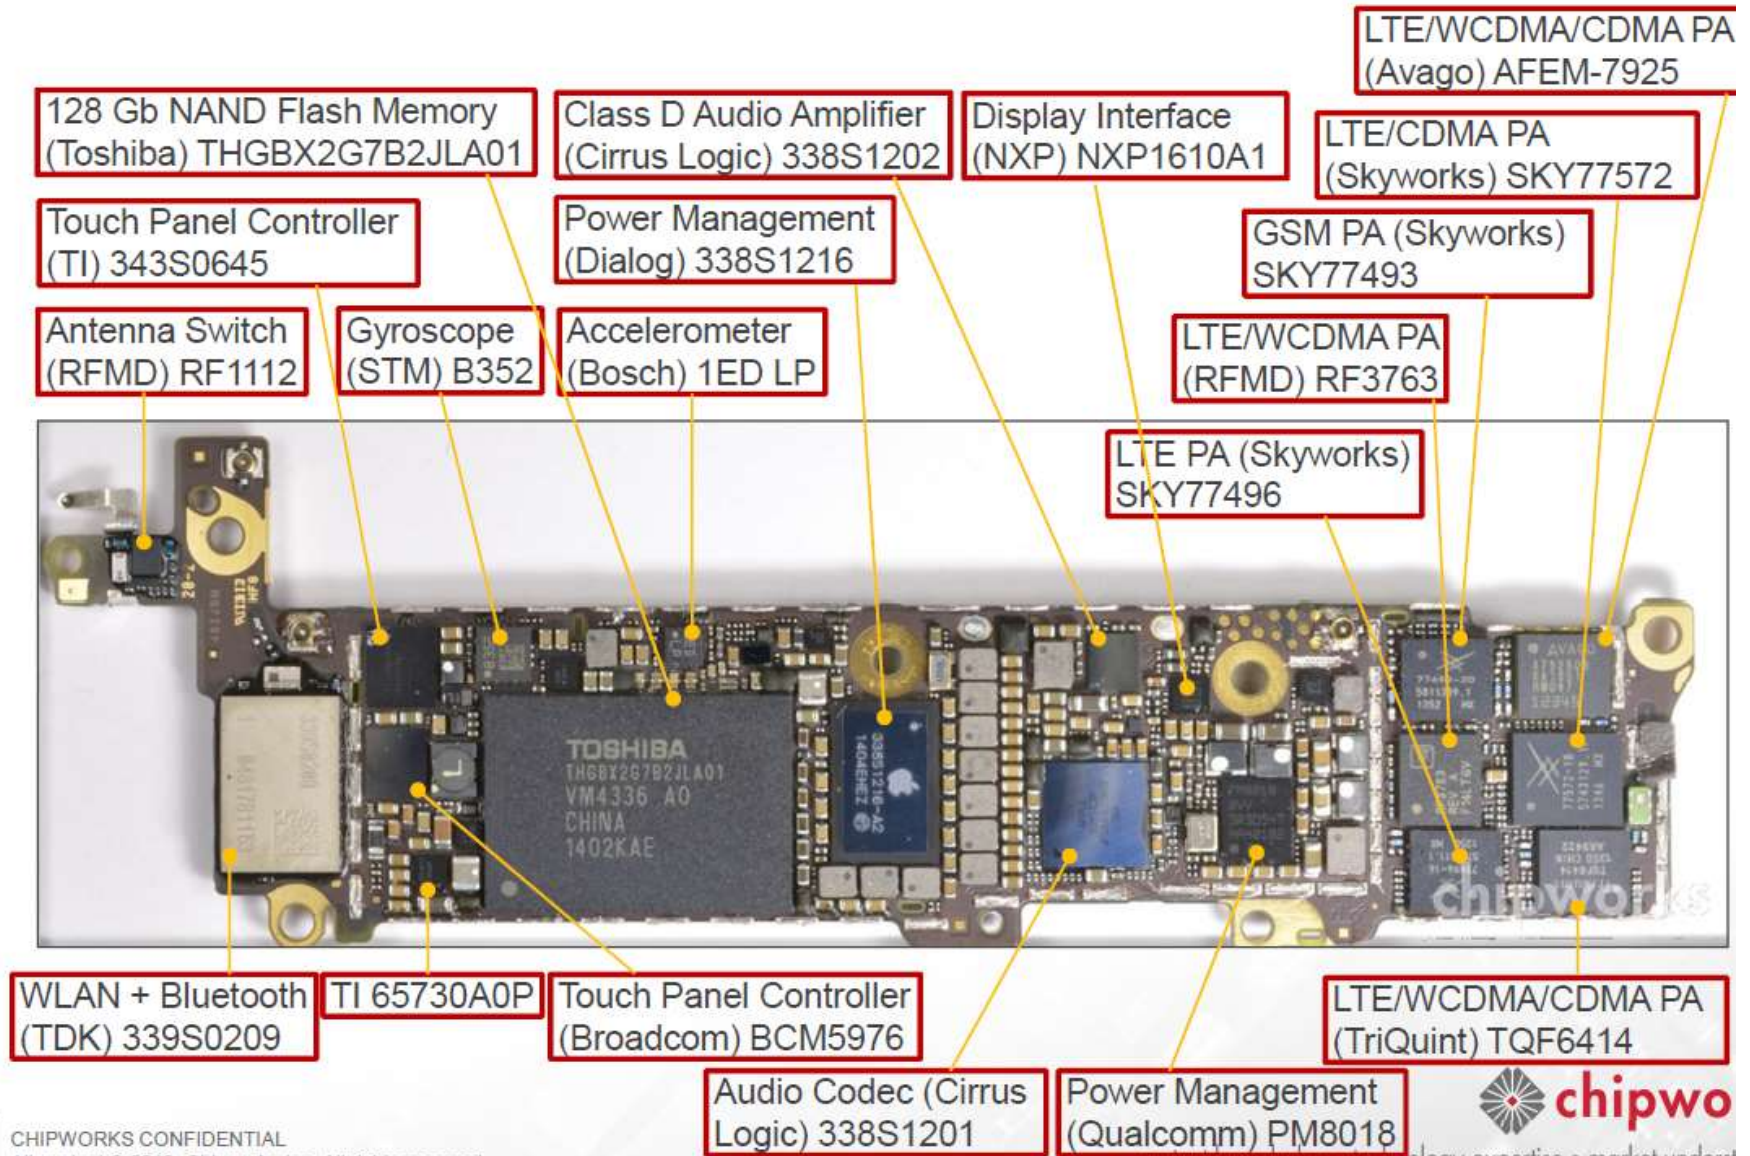 LTE/WCDMA/CDMA PA
(Avago) AFEM-7925
128 Gb NAND Flash Memory
(Toshiba) THGBX2G7B2JLA01
Class D Audio Amplifier
(Cirrus Logic) 338S1202
Display Interface
(NXP) NXP1610A1
LTE/CDMA PA
(Skyworks) SKY77572
Touch Panel Controller
(TI) 343S0645
Power Management
(Dialog) 338S1216
GSM PA (Skyworks)
SKY77493
Antenna Switch
(RFMD) RF1112
Gyroscope
(STM) B352
Accelerometer
(Bosch) 1ED LP
LTE/WCDMA PA
(RFMD) RF3763
LTE PA (Skyworks)
SKY77496
TOSHIBA
THGBX2G7B2JLA01
VM4336 A0
CHINA
1402KAE
338S1216-A2
1404EHEZ
AVAGO
chipworks
WLAN + Bluetooth
(TDK) 339S0209
TI 65730A0P
Touch Panel Controller
(Broadcom) BCM5976
LTE/WCDMA/CDMA PA
(TriQuint) TQF6414
Audio Codec (Cirrus
Logic) 338S1201
Power Management
(Qualcomm) PM8018
chipwo
CHIPWORKS CONFIDENTIAL